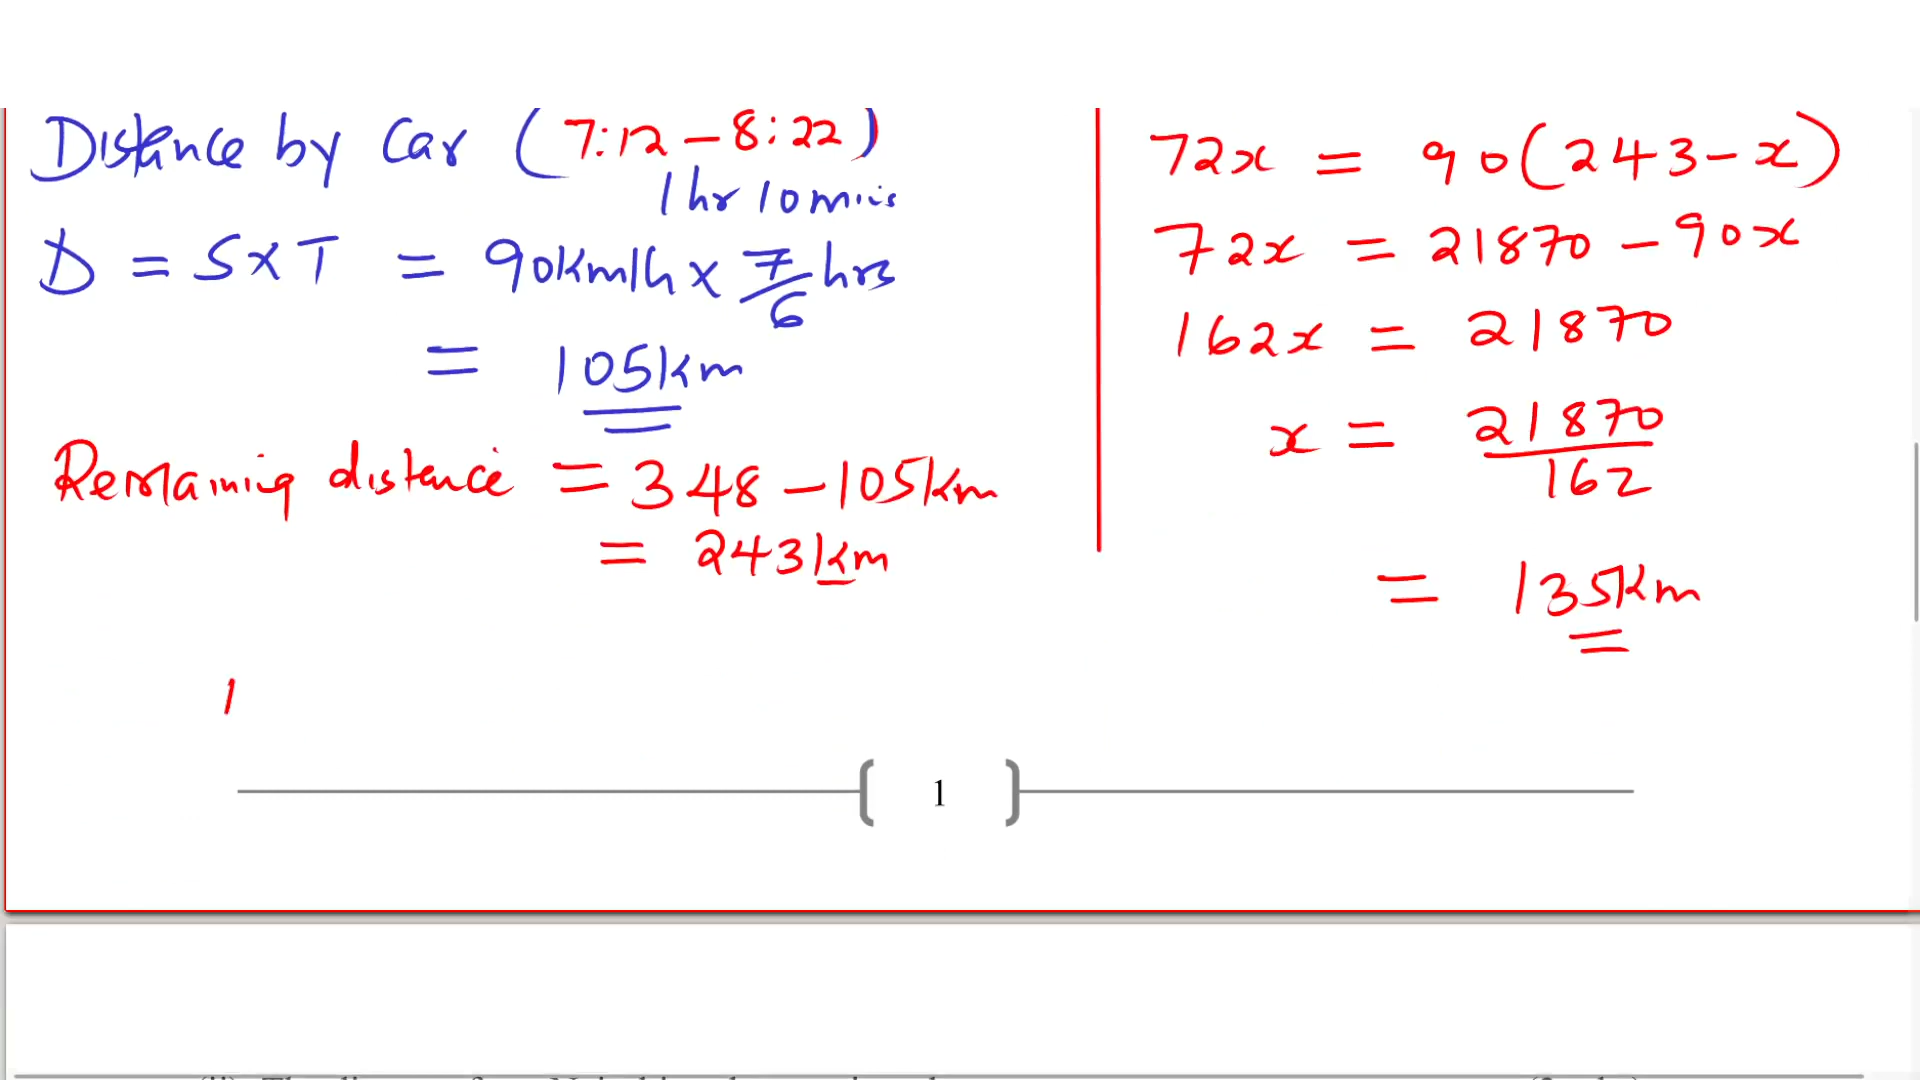 Distance by Car (7:12 – 8:22)
1hr 10mins
D = S x T = 90km/h x 7/6 hrs
= 105km
Remaining distance = 348 – 105km
= 243km
1
72x = 90(243 – x)
72x = 21870 – 90x
162x = 21870
x = 21870/162
= 135km
1